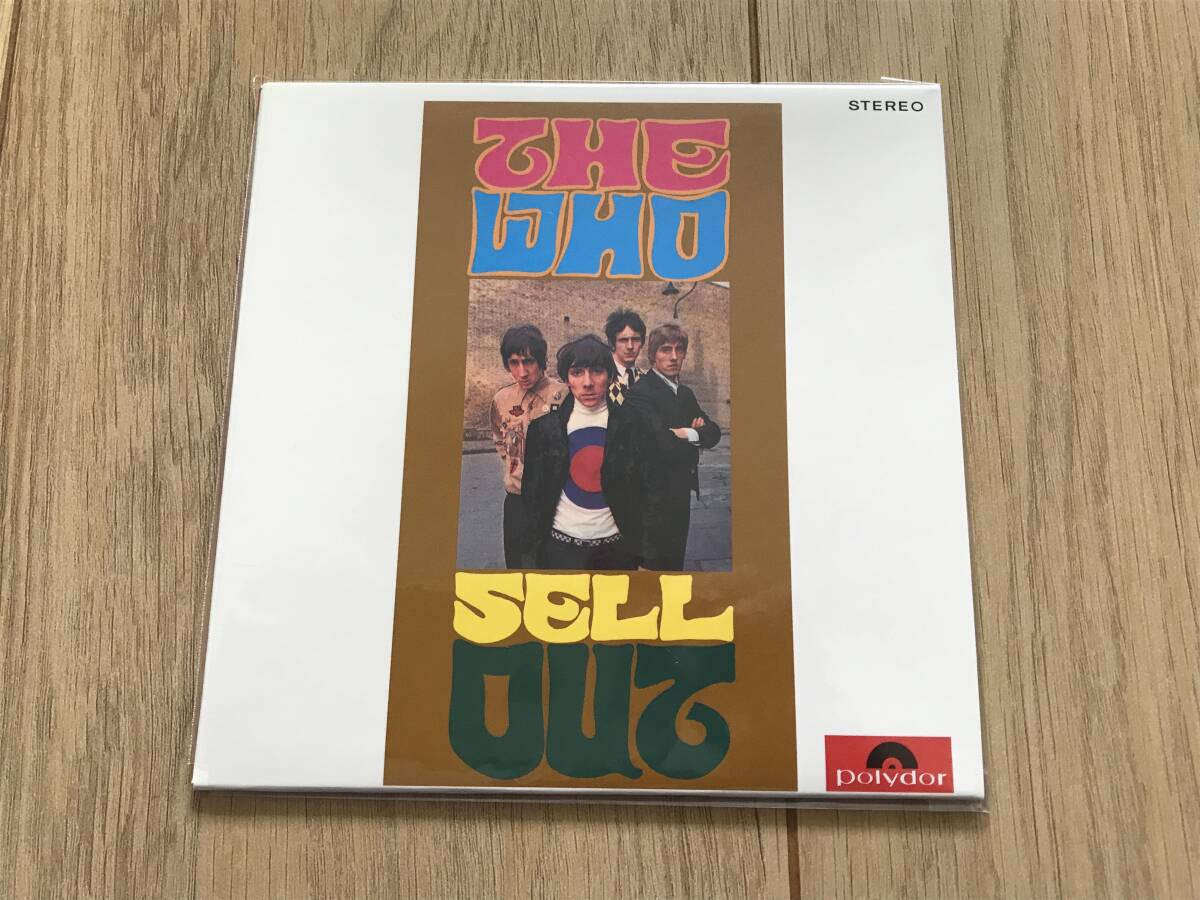 STEREO
THE
WHO
SELL
OUT
polydor